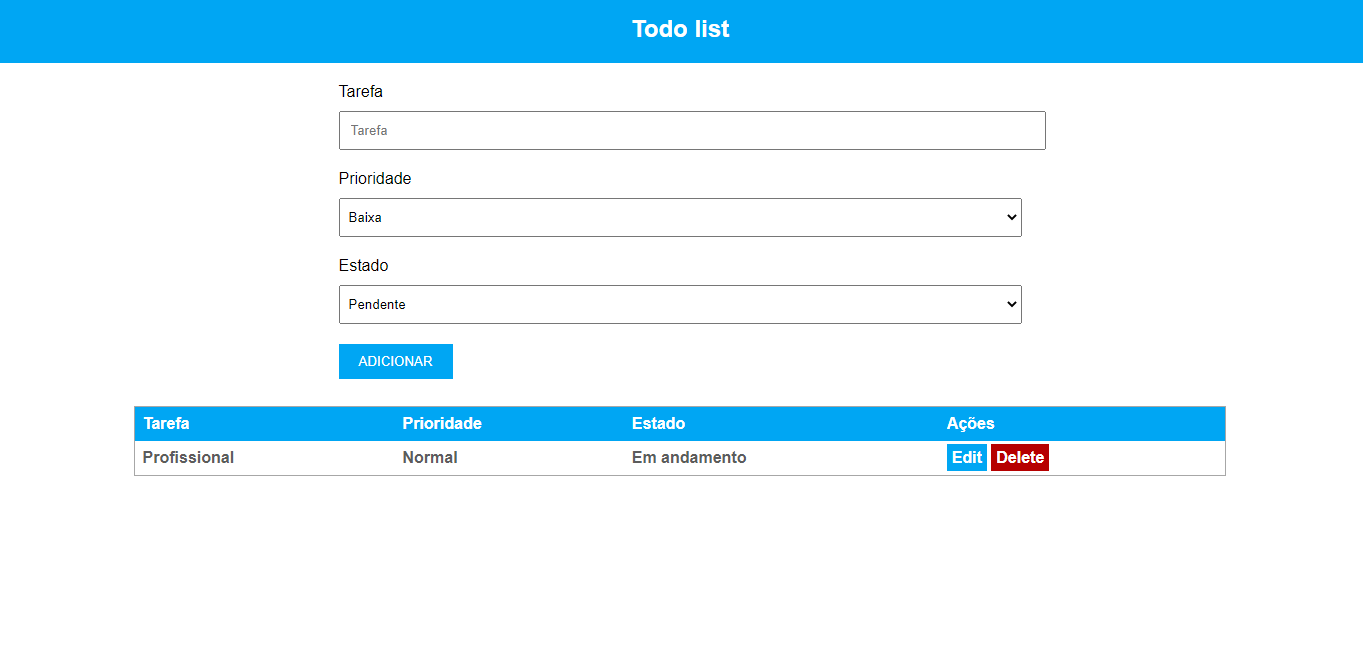 Todo list
Tarefa
Tarefa
Prioridade
Baixa
Estado
Pendente
ADICIONAR
Tarefa Prioridade Estado Ações
Profissional Normal Em andamento Edit Delete